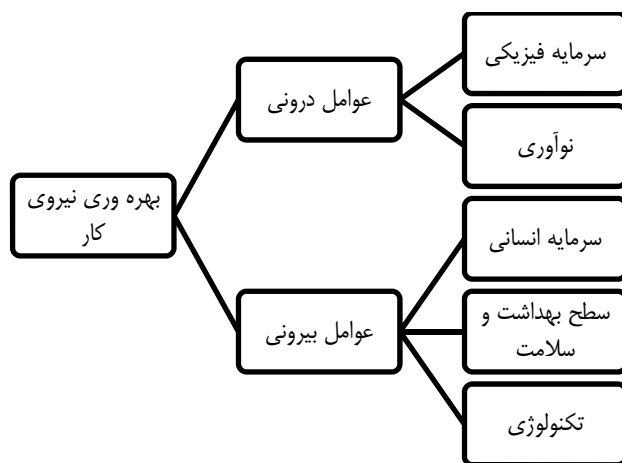 بهره وری نیروی
کار
عوامل درونی
سرمایه فیزیکی
نوآوری
عوامل بیرونی
سرمایه انسانی
سطح بهداشت و
سلامت
تکنولوژی